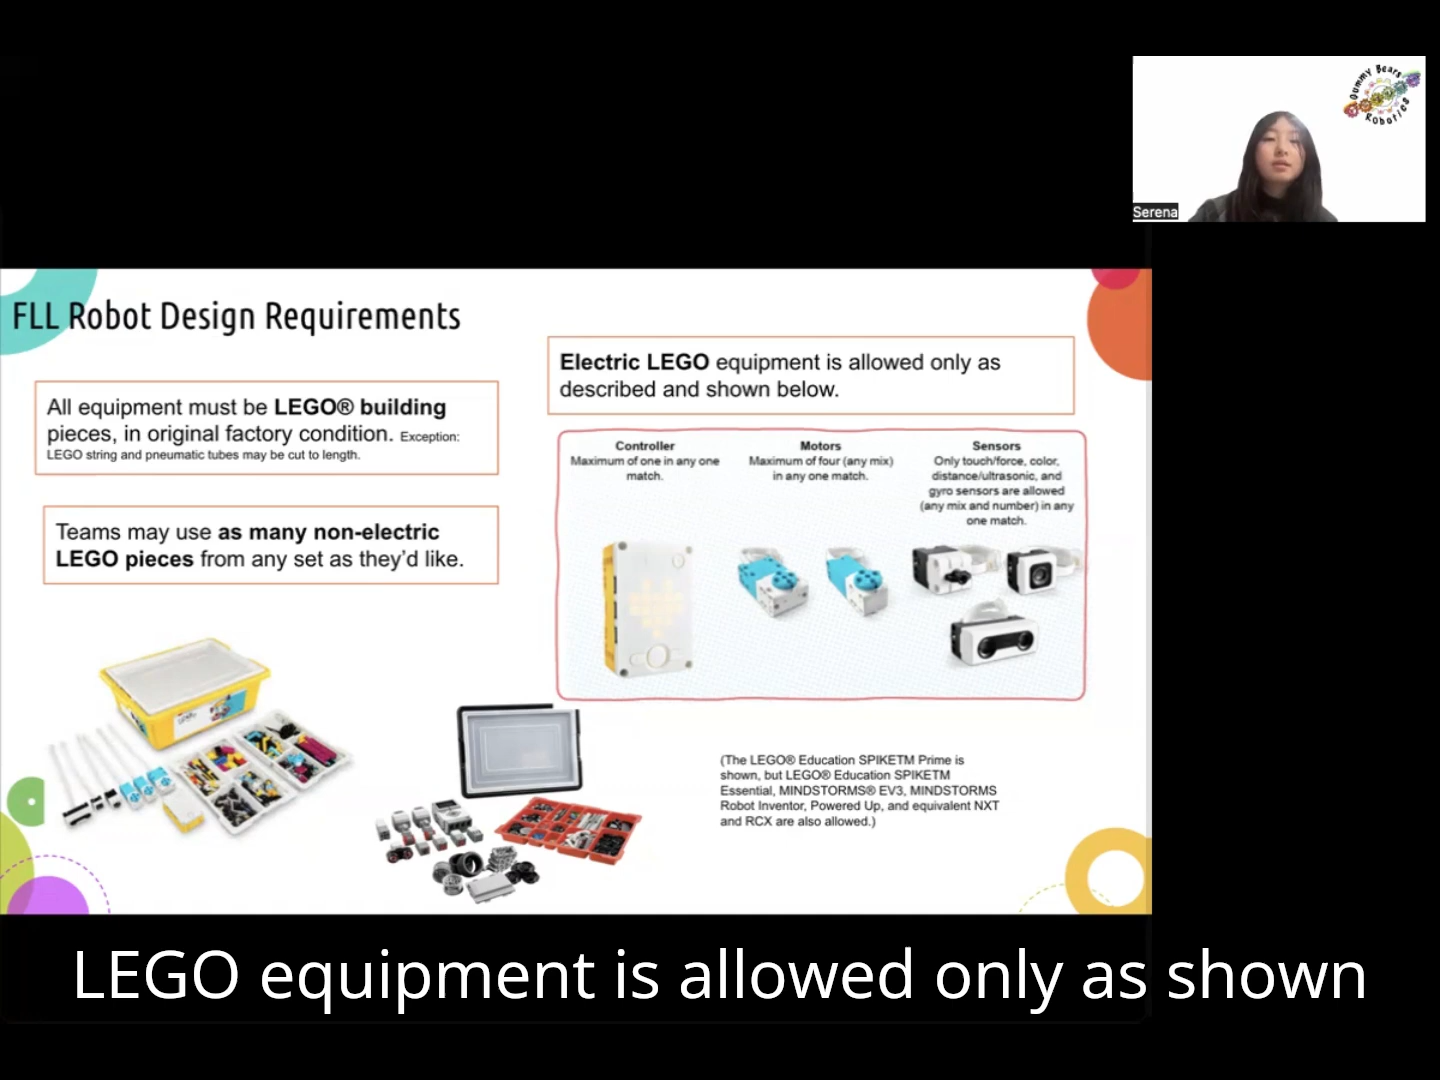 Gummy Bears
Robotics
Serena
FLL Robot Design Requirements
All equipment must be LEGO® building
pieces, in original factory condition. Exception:
LEGO string and pneumatic tubes may be cut to length.
Teams may use as many non-electric
LEGO pieces from any set as they’d like.
Electric LEGO equipment is allowed only as
described and shown below.
Controller
Maximum of one in any one
match.
Motors
Maximum of four (any mix)
in any one match.
Sensors
Only touch/force, color,
distance/ultrasonic, and
gyro sensors are allowed
(any mix and number) in any
one match.
(The LEGO® Education SPIKETM Prime is
shown, but LEGO® Education SPIKETM
Essential, MINDSTORMS® EV3, MINDSTORMS
Robot Inventor, Powered Up, and equivalent NXT
and RCX are also allowed.)
LEGO equipment is allowed only as shown